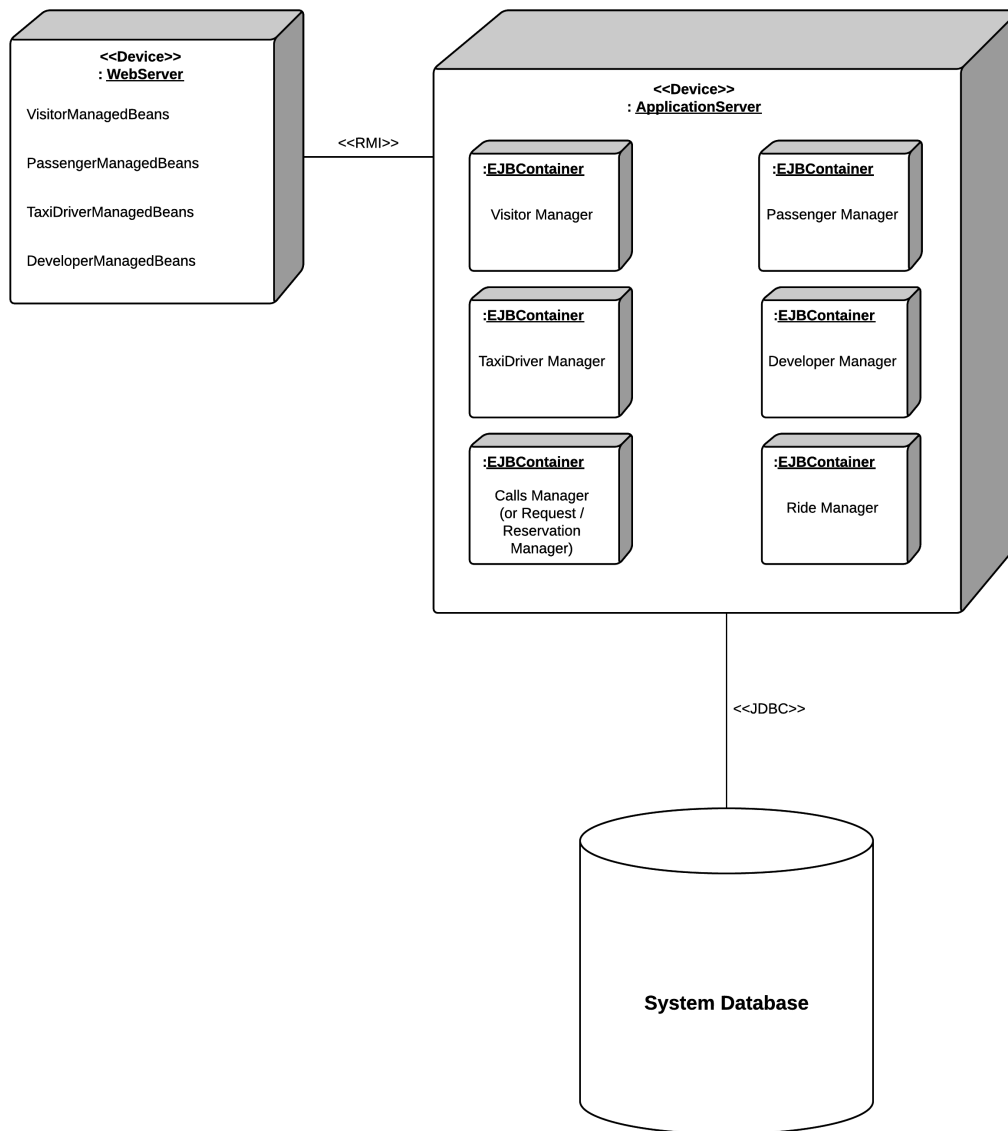 <<Device>>
: WebServer
VisitorManagedBeans
PassengerManagedBeans
TaxiDriverManagedBeans
DeveloperManagedBeans
<<RMI>>
<<Device>>
: ApplicationServer
:EJBContainer
Visitor Manager
:EJBContainer
Passenger Manager
:EJBContainer
TaxiDriver Manager
:EJBContainer
Developer Manager
:EJBContainer
Calls Manager
(or Request /
Reservation
Manager)
:EJBContainer
Ride Manager
<<JDBC>>
System Database